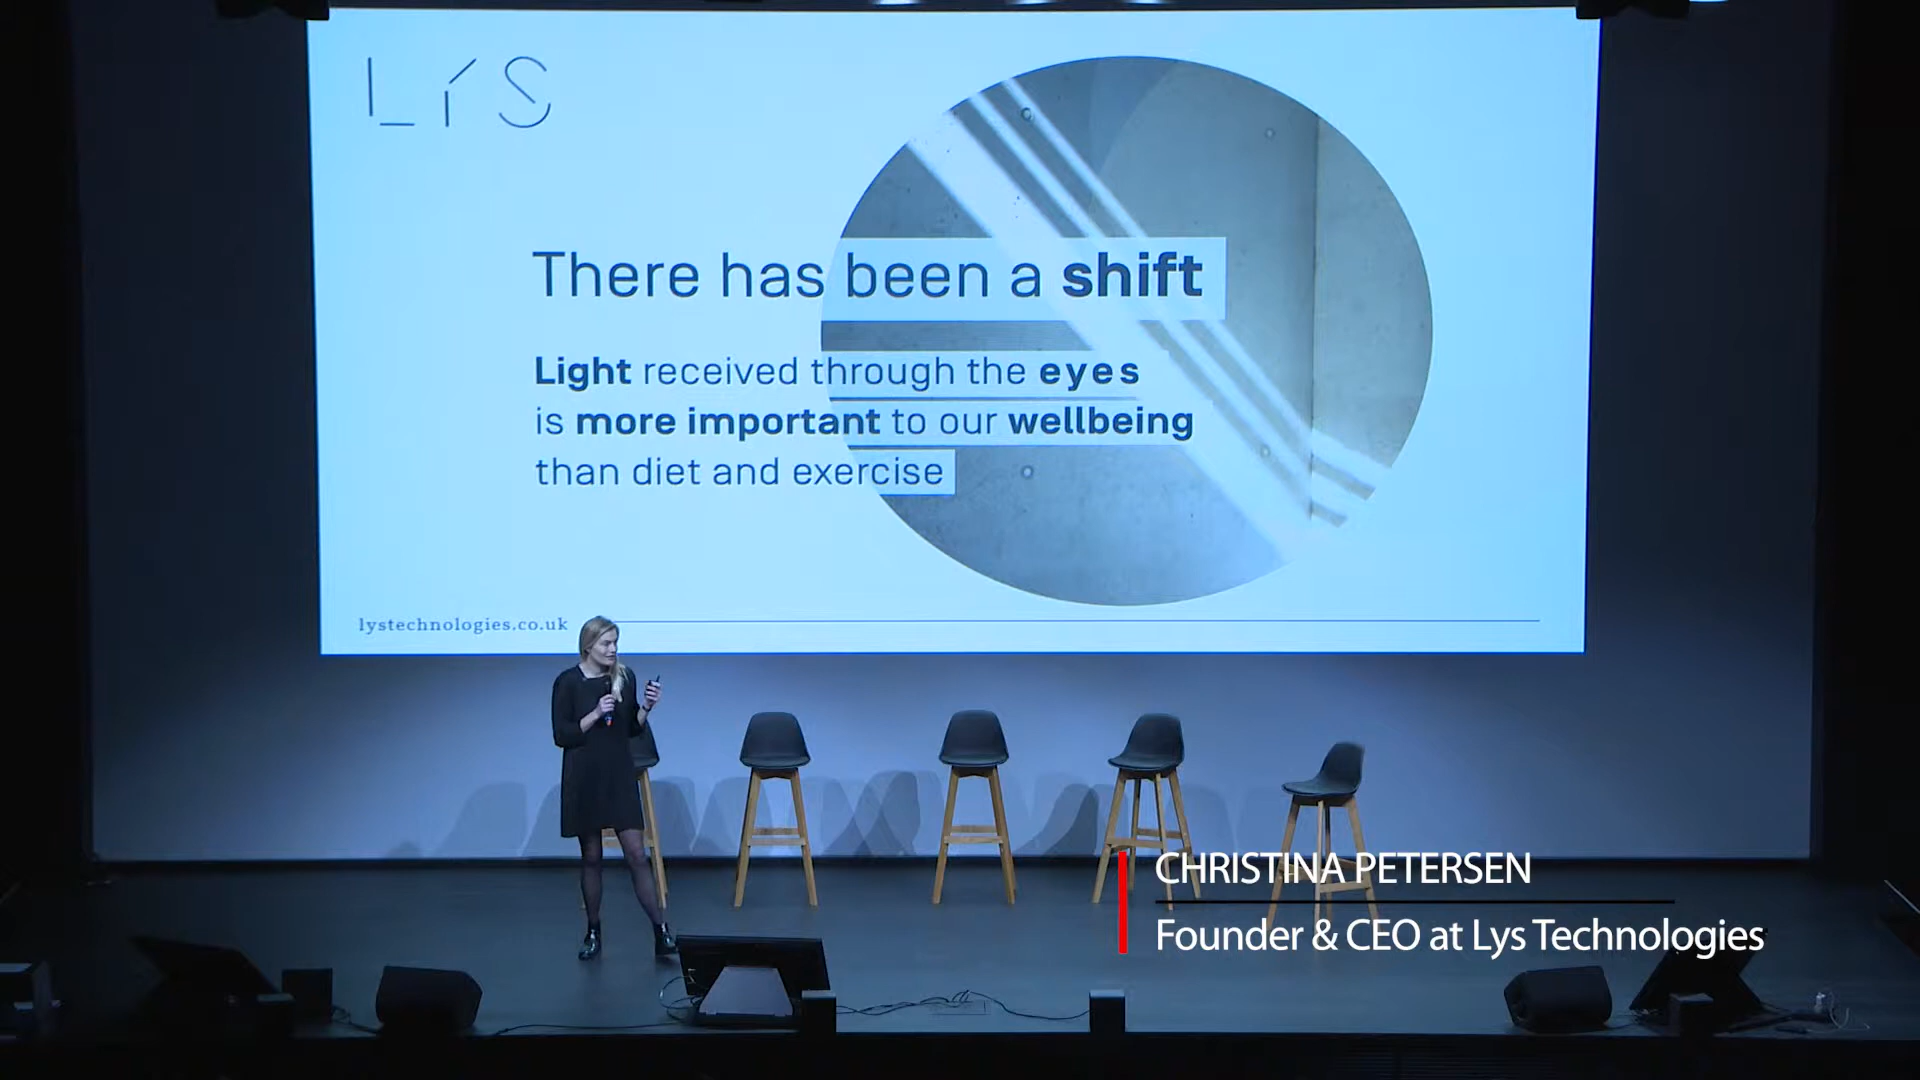 LYS
There has been a shift
Light received through the eyes
is more important to our wellbeing
than diet and exercise
lystechnologies.co.uk
CHRISTINA PETERSEN
Founder & CEO at Lys Technologies